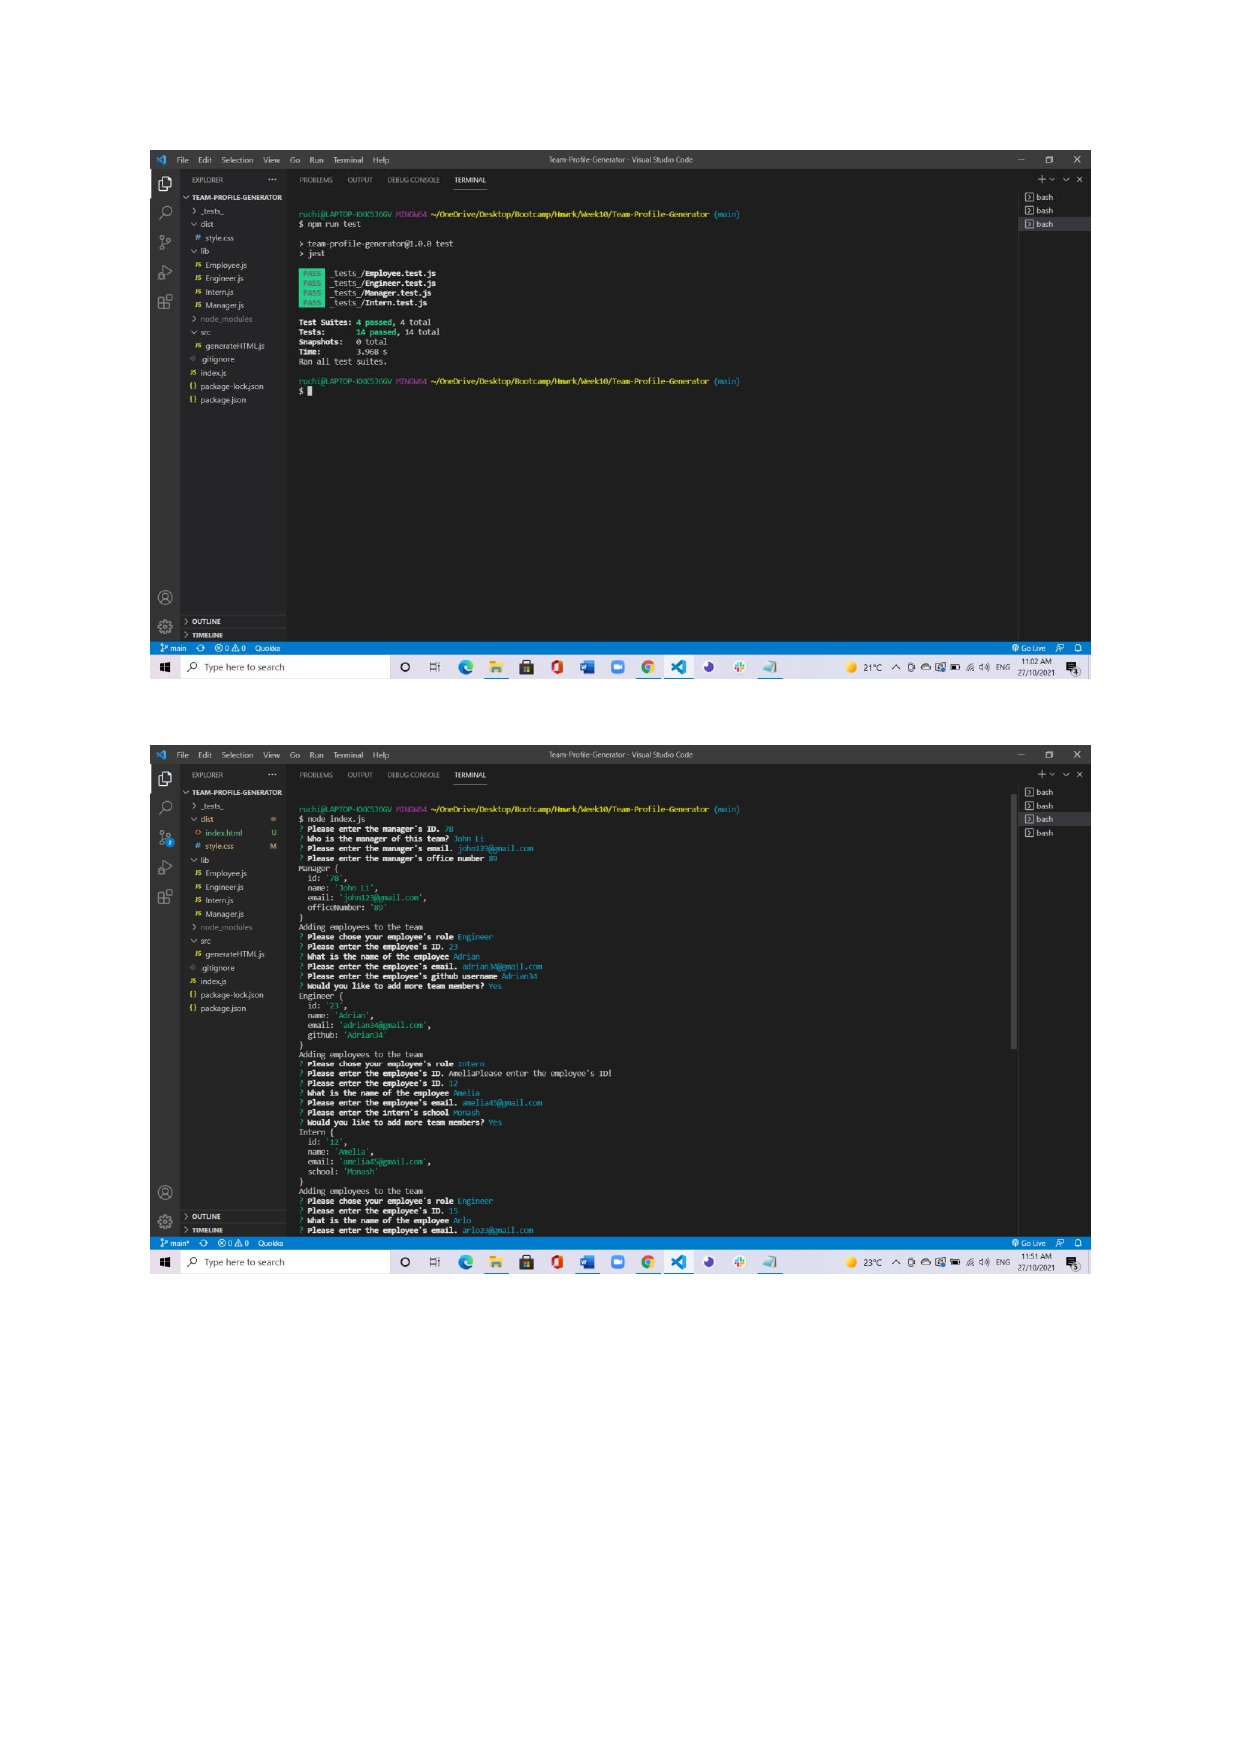 File Edit Selection View Go Run Terminal Help Team-Profile-Generator - Visual Studio Code
EXPLORER ··· PROBLEMS OUTPUT DEBUG CONSOLE TERMINAL
TEAM-PROFILE-GENERATOR
_tests_
dist
# style.css
lib
JS Employee.js
JS Engineer.js
JS Intern.js
JS Manager.js
node_modules
src
JS generateHTML.js
.gitignore
JS index.js
{} package-lock.json
{} package.json
OUTLINE
TIMELINE
ruchi@LAPTOP-KKK5J6GV MINGW64 ~/OneDrive/Desktop/Bootcamp/Hmwrk/Week10/Team-Profile-Generator (main)
$ npm run test
> team-profile-generator@1.0.0 test
> jest
PASS _tests_/Employee.test.js
PASS _tests_/Engineer.test.js
PASS _tests_/Manager.test.js
PASS _tests_/Intern.test.js
Test Suites: 4 passed, 4 total
Tests: 14 passed, 14 total
Snapshots: 0 total
Time: 3.968 s
Ran all test suites.
ruchi@LAPTOP-KKK5J6GV MINGW64 ~/OneDrive/Desktop/Bootcamp/Hmwrk/Week10/Team-Profile-Generator (main)
$
bash
bash
bash
main 0 0 Quokka Go Live
Type here to search 21°C ENG 11:02 AM
27/10/2021
4
File Edit Selection View Go Run Terminal Help Team-Profile-Generator - Visual Studio Code
EXPLORER ··· PROBLEMS OUTPUT DEBUG CONSOLE TERMINAL
TEAM-PROFILE-GENERATOR
_tests_
dist
index.html U
# style.css M
lib
JS Employee.js
JS Engineer.js
JS Intern.js
JS Manager.js
node_modules
src
JS generateHTML.js
.gitignore
JS index.js
{} package-lock.json
{} package.json
OUTLINE
TIMELINE
ruchi@LAPTOP-KKK5J6GV MINGW64 ~/OneDrive/Desktop/Bootcamp/Hmwrk/Week10/Team-Profile-Generator (main)
$ node index.js
? Please enter the manager's ID. 78
? Who is the manager of this team? John Li
? Please enter the manager's email. john123@gmail.com
? Please enter the manager's office number 89
Manager {
id: '78',
name: 'John Li',
email: 'john123@gmail.com',
officeNumber: '89'
}
Adding employees to the team
? Please chose your employee's role Engineer
? Please enter the employee's ID. 23
? What is the name of the employee Adrian
? Please enter the employee's email. adrian34@gmail.com
? Please enter the employee's github username Adrian34
? Would you like to add more team members? Yes
Engineer {
id: '23',
name: 'Adrian',
email: 'adrian34@gmail.com',
github: 'Adrian34'
}
Adding employees to the team
? Please chose your employee's role Intern
? Please enter the employee's ID. AmeliaPlease enter the employee's ID!
? Please enter the employee's ID. 12
? What is the name of the employee Amelia
? Please enter the employee's email. amelia45@gmail.com
? Please enter the intern's school Monash
? Would you like to add more team members? Yes
Intern {
id: '12',
name: 'Amelia',
email: 'amelia45@gmail.com',
school: 'Monash'
}
Adding employees to the team
? Please chose your employee's role Engineer
? Please enter the employee's ID. 15
? What is the name of the employee Arlo
? Please enter the employee's email. arlo23@gmail.com
bash
bash
bash
bash
main* 0 0 Quokka Go Live
Type here to search 23°C ENG 11:51 AM
27/10/2021
5